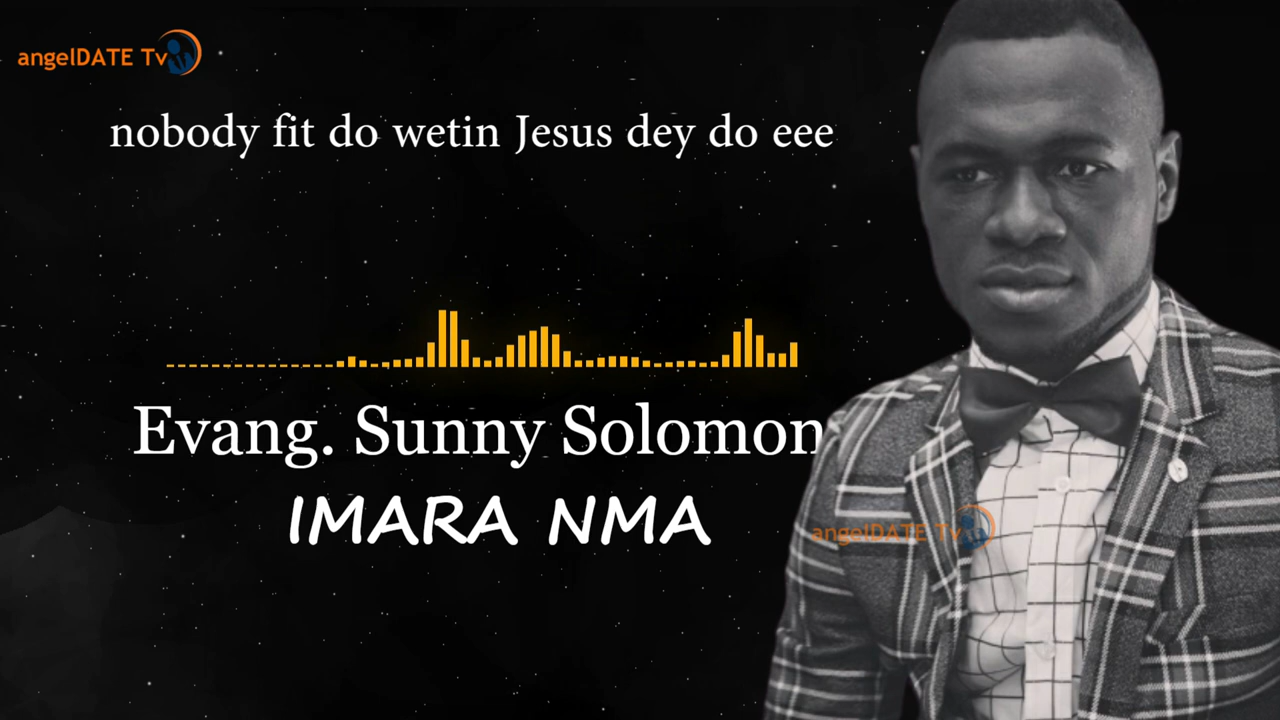 angelDATE Tv
nobody fit do wetin Jesus dey do eee
Evang. Sunny Solomon
IMARA NMA
angelDATE Tv